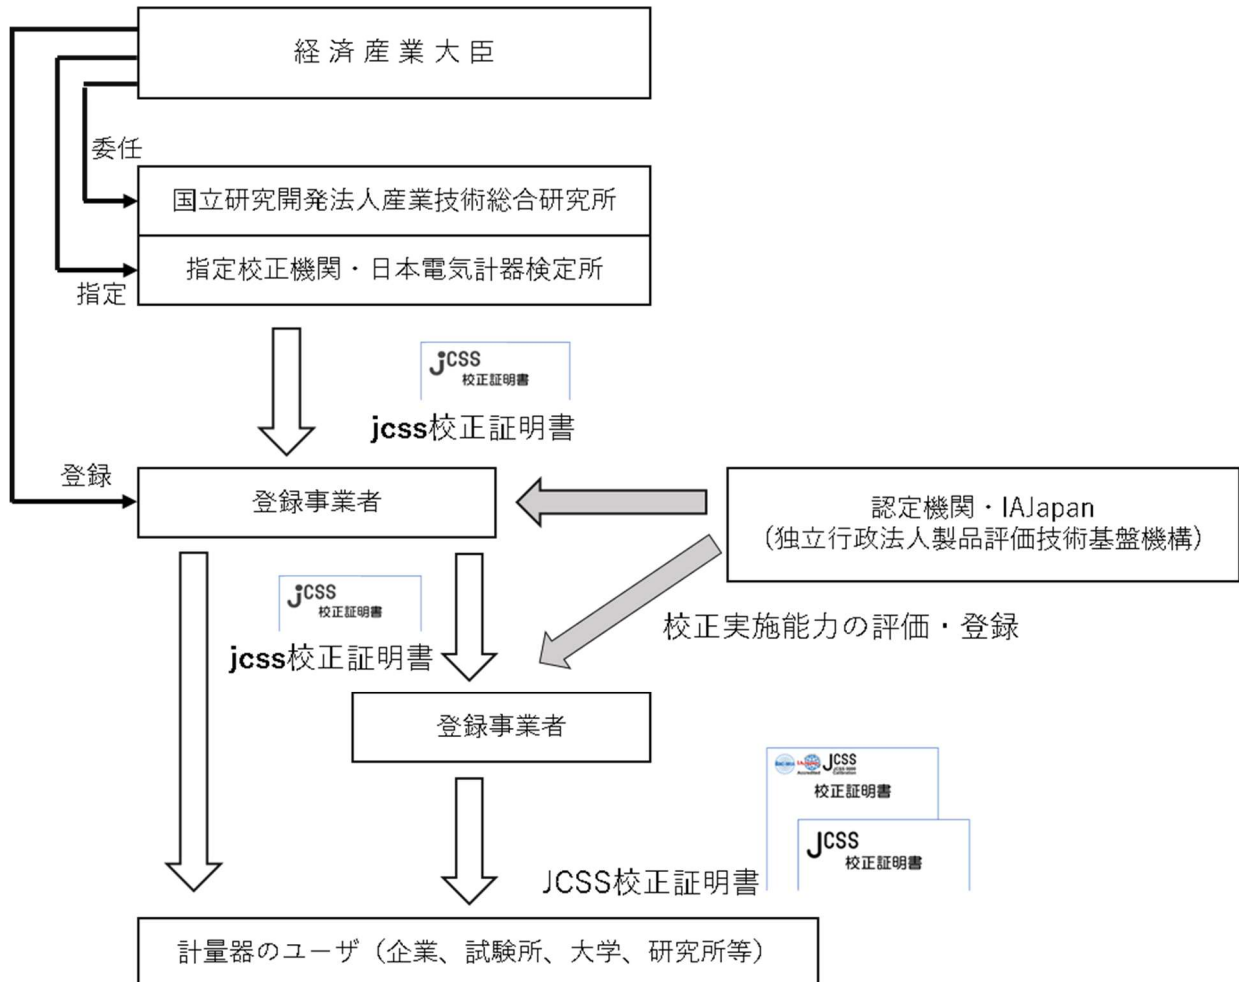 経済産業大臣
委任
国立研究開発法人産業技術総合研究所
指定校正機関・日本電気計器検定所
指定
jcss
校正証明書
jcss校正証明書
登録
登録事業者
認定機関・IAJapan
（独立行政法人製品評価技術基盤機構）
jcss
校正証明書
jcss校正証明書
校正実施能力の評価・登録
登録事業者
JCSS
校正証明書
JCSS
校正証明書
JCSS校正証明書
計量器のユーザ（企業、試験所、大学、研究所等）